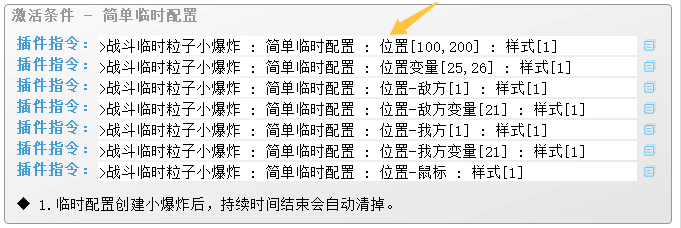 激活条件 - 简单临时配置
插件指令：>战斗临时粒子小爆炸 : 简单临时配置 : 位置[100,200] : 样式[1]
插件指令：>战斗临时粒子小爆炸 : 简单临时配置 : 位置变量[25,26] : 样式[1]
插件指令：>战斗临时粒子小爆炸 : 简单临时配置 : 位置-敌方[1] : 样式[1]
插件指令：>战斗临时粒子小爆炸 : 简单临时配置 : 位置-敌方变量[21] : 样式[1]
插件指令：>战斗临时粒子小爆炸 : 简单临时配置 : 位置-我方[1] : 样式[1]
插件指令：>战斗临时粒子小爆炸 : 简单临时配置 : 位置-我方变量[21] : 样式[1]
插件指令：>战斗临时粒子小爆炸 : 简单临时配置 : 位置-鼠标 : 样式[1]
◆ 1.临时配置创建小爆炸后，持续时间结束会自动清掉。